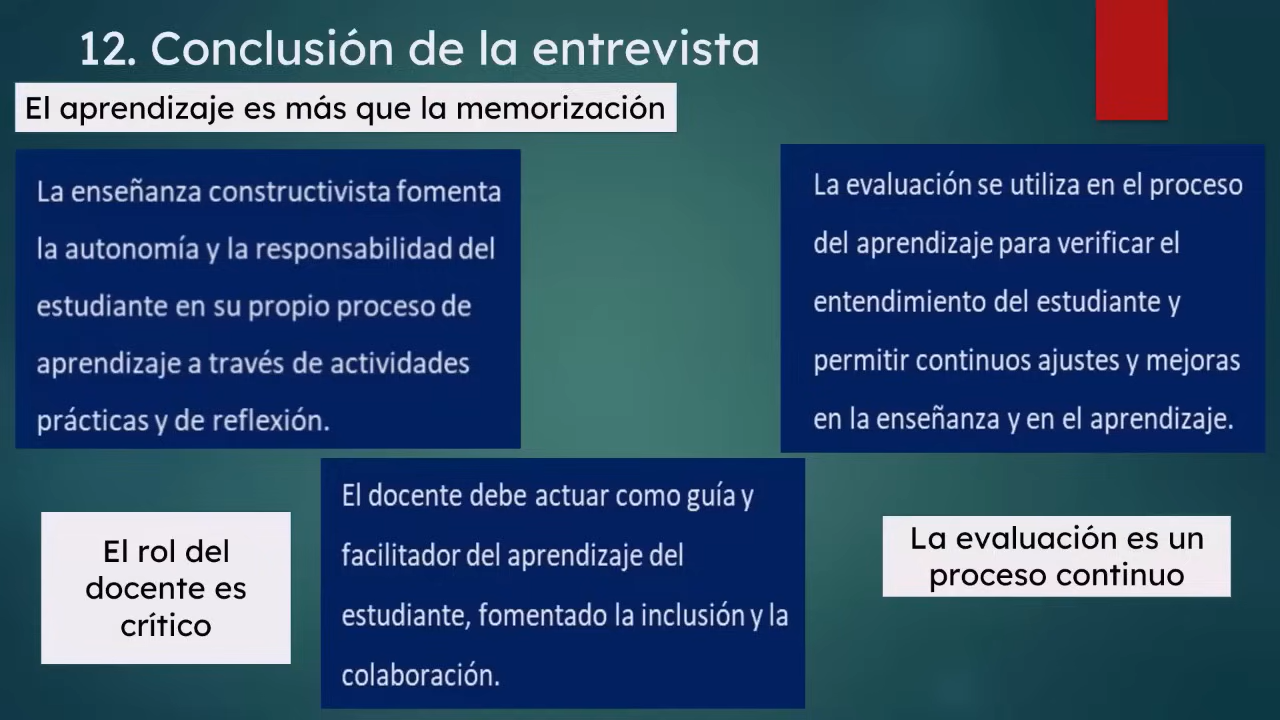 12. Conclusión de la entrevista
El aprendizaje es más que la memorización
La enseñanza constructivista fomenta
la autonomía y la responsabilidad del
estudiante en su propio proceso de
aprendizaje a través de actividades
prácticas y de reflexión.
La evaluación se utiliza en el proceso
del aprendizaje para verificar el
entendimiento del estudiante y
permitir continuos ajustes y mejoras
en la enseñanza y en el aprendizaje.
El rol del
docente es
crítico
El docente debe actuar como guía y
facilitador del aprendizaje del
estudiante, fomentado la inclusión y la
colaboración.
La evaluación es un
proceso continuo